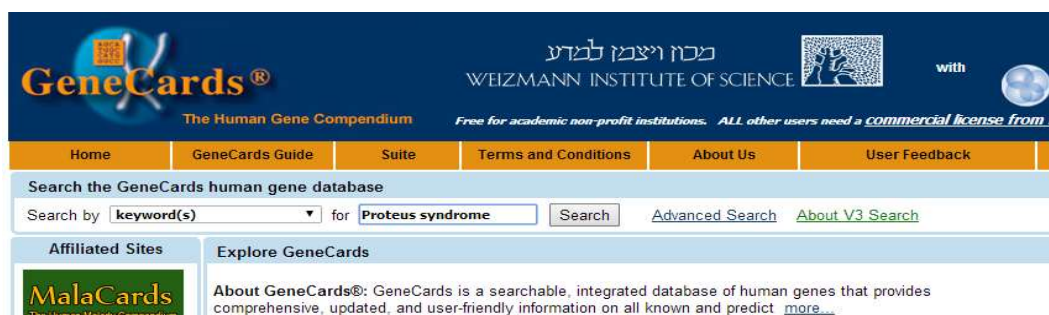 GeneCards®
The Human Gene Compendium
מכון ויצמן למדע
WEIZMANN INSTITUTE OF SCIENCE
with
Free for academic non-profit institutions. ALL other users need a commercial license from
Home GeneCards Guide Suite Terms and Conditions About Us User Feedback
Search the GeneCards human gene database
Search by keyword(s) for Proteus syndrome Search Advanced Search About V3 Search
Affiliated Sites
Explore GeneCards
MalaCards
The Human Malady Compendium
About GeneCards®: GeneCards is a searchable, integrated database of human genes that provides
comprehensive, updated, and user-friendly information on all known and predict more...